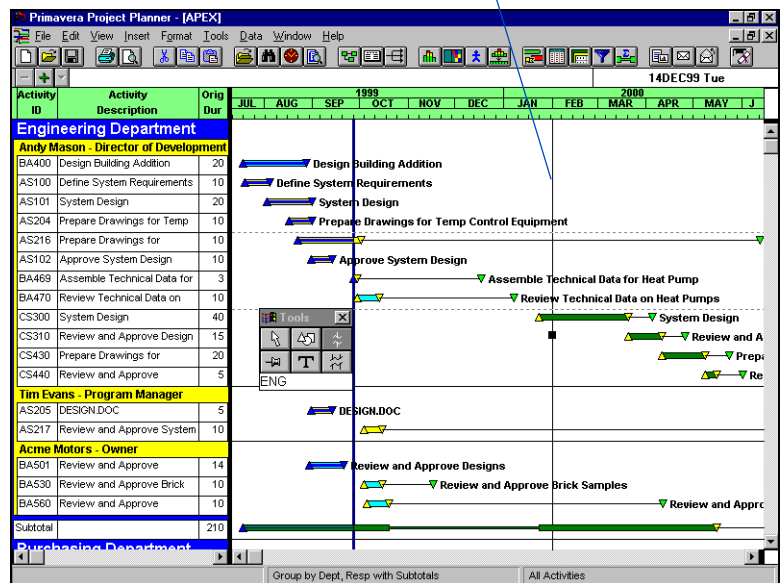 Primavera Project Planner - [APEX]
File Edit View Insert Format Tools Data Window Help
14DEC99 Tue
Activity ID Activity Description Orig Dur
1999 2000
JUL AUG SEP OCT NOV DEC JAN FEB MAR APR MAY J
Engineering Department
Andy Mason - Director of Development
BA400 Design Building Addition 20 Design Building Addition
AS100 Define System Requirements 10 Define System Requirements
AS101 System Design 20 System Design
AS204 Prepare Drawings for Temp 10 Prepare Drawings for Temp Control Equipment
AS216 Prepare Drawings for 10
AS102 Approve System Design 10 Approve System Design
BA469 Assemble Technical Data for 3 Assemble Technical Data for Heat Pump
BA470 Review Technical Data on 10 Review Technical Data on Heat Pumps
CS300 System Design 40 System Design
CS310 Review and Approve Design 15 Review and A
CS430 Prepare Drawings for 20 Prepa
CS440 Review and Approve 5 Re
Tools
T
ENG
Tim Evans - Program Manager
AS205 DESIGN.DOC 5 DESIGN.DOC
AS217 Review and Approve System 10
Acme Motors - Owner
BA501 Review and Approve 14 Review and Approve Designs
BA530 Review and Approve Brick 10 Review and Approve Brick Samples
BA560 Review and Approve 10 Review and Appro
Subtotal 210
Purchasing Department
Group by Dept, Resp with Subtotals All Activities